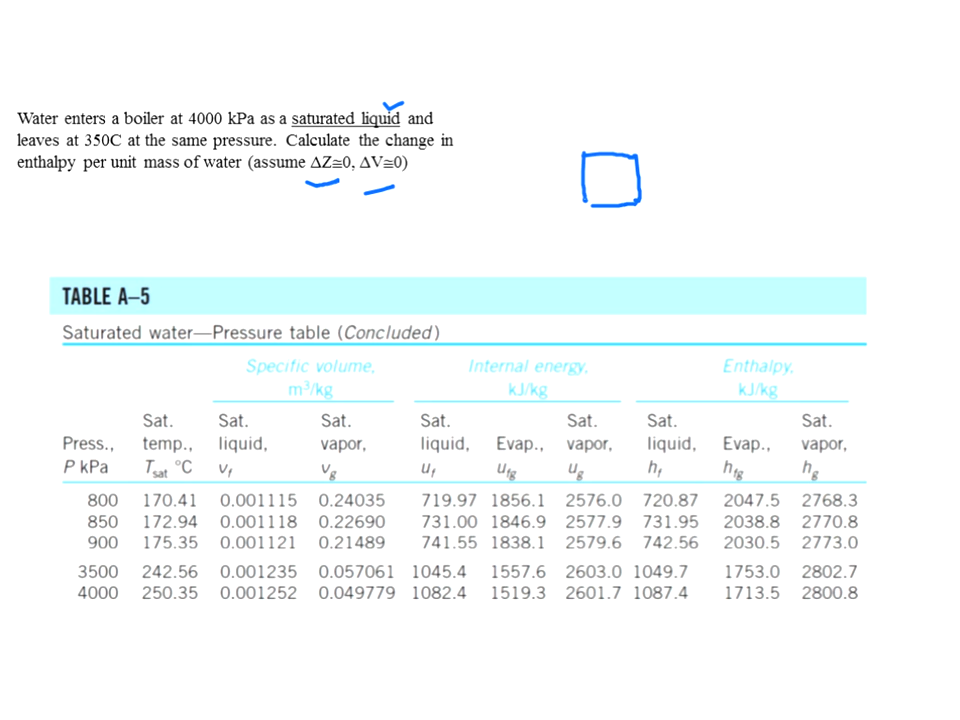 Water enters a boiler at 4000 kPa as a saturated liquid and
leaves at 350C at the same pressure. Calculate the change in
enthalpy per unit mass of water (assume ΔZ≅0, ΔV≅0)
TABLE A–5
Saturated water—Pressure table (Concluded)
Specific volume, Internal energy, Enthalpy,
m³/kg kJ/kg kJ/kg
Sat. Sat. Sat. Sat. Sat. Sat. Sat.
Press., temp., liquid, vapor, liquid, Evap., vapor, liquid, Evap., vapor,
P kPa Tsat °C vf vg uf ufg ug hf hfg hg
800 170.41 0.001115 0.24035 719.97 1856.1 2576.0 720.87 2047.5 2768.3
850 172.94 0.001118 0.22690 731.00 1846.9 2577.9 731.95 2038.8 2770.8
900 175.35 0.001121 0.21489 741.55 1838.1 2579.6 742.56 2030.5 2773.0
3500 242.56 0.001235 0.057061 1045.4 1557.6 2603.0 1049.7 1753.0 2802.7
4000 250.35 0.001252 0.049779 1082.4 1519.3 2601.7 1087.4 1713.5 2800.8